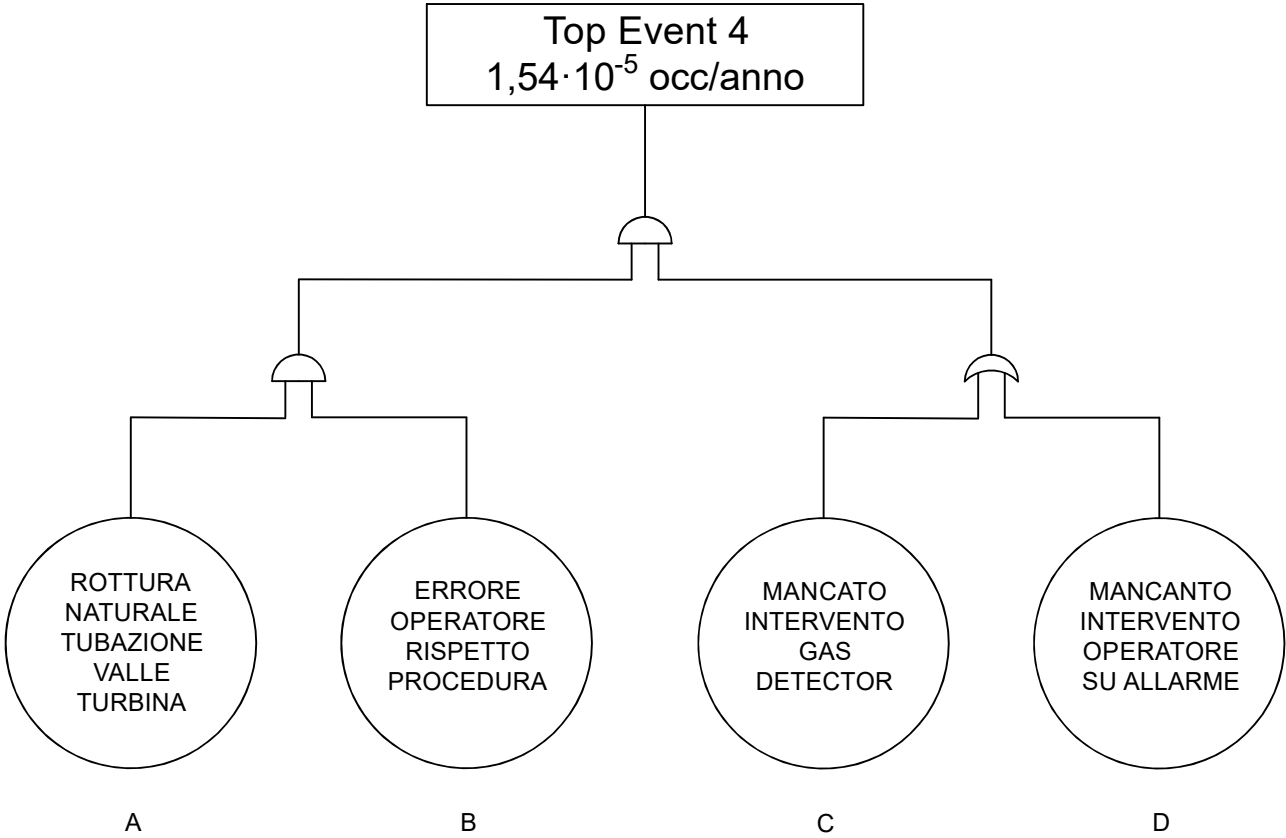 Top Event 4
1,54·10⁻⁵ occ/anno
ROTTURA
NATURALE
TUBAZIONE
VALLE
TURBINA
ERRORE
OPERATORE
RISPETTO
PROCEDURA
MANCATO
INTERVENTO
GAS
DETECTOR
MANCANTO
INTERVENTO
OPERATORE
SU ALLARME
A
B
C
D